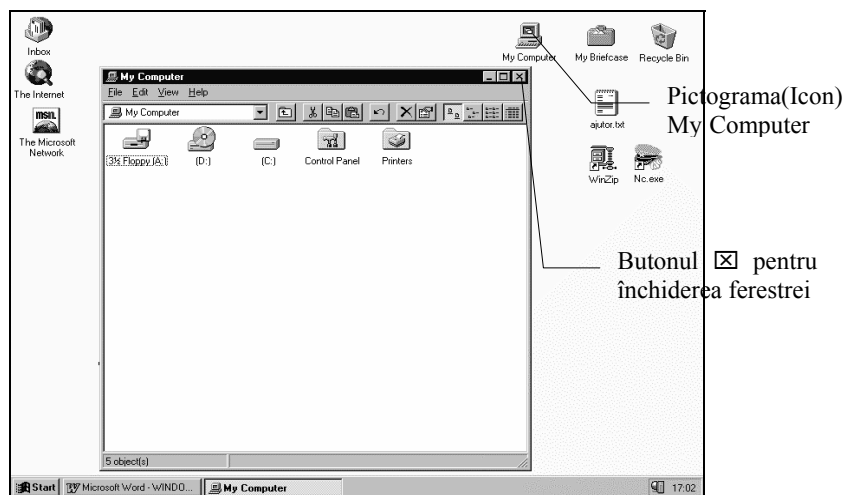 Inbox
The Internet
The Microsoft
Network
msn.
My Computer
My Briefcase
Recycle Bin
ajutor.txt
WinZip
Nc.exe
My Computer
File Edit View Help
My Computer
3½ Floppy (A:)
(D:)
(C:)
Control Panel
Printers
5 object(s)
Pictograma(Icon)
My Computer
Butonul ☒ pentru
închiderea ferestrei
Start
Microsoft Word - WINDO...
My Computer
17:02